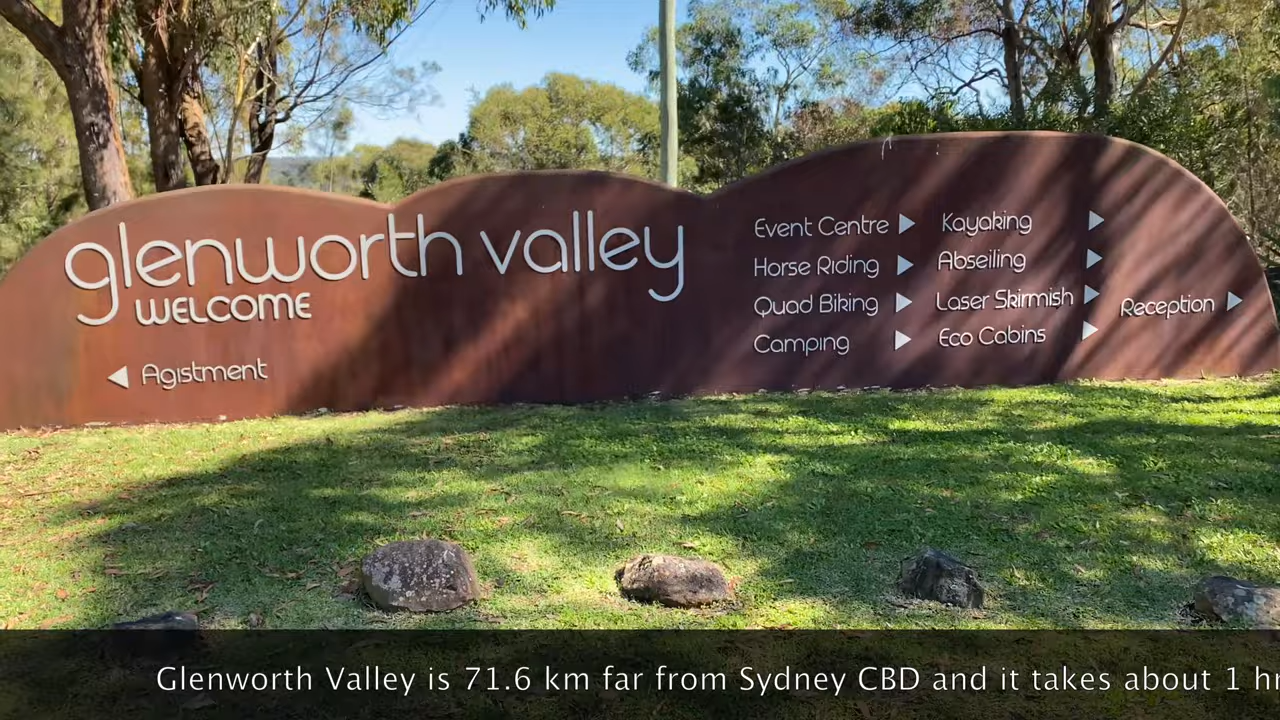 glenworth valley
WELCOME
Agistment
Event Centre
Horse Riding
Quad Biking
Camping
Kayaking
Abseiling
Laser Skirmish
Eco Cabins
Reception
Glenworth Valley is 71.6 km far from Sydney CBD and it takes about 1 hr